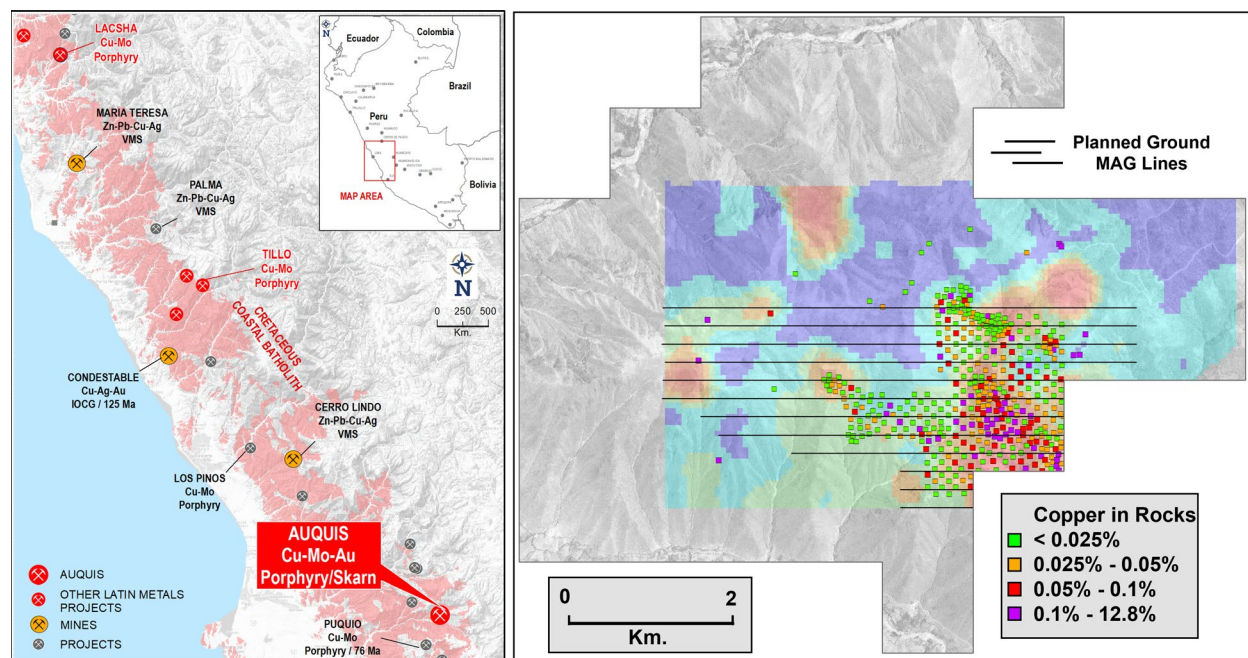 LACSHA
Cu-Mo
Porphyry
MARIA TERESA
Zn-Pb-Cu-Ag
VMS
PALMA
Zn-Pb-Cu-Ag
VMS
TILLO
Cu-Mo
Porphyry
CRETACEOUS
COASTAL BATHOLITH
CONDESTABLE
Cu-Ag-Au
IOCG / 125 Ma
CERRO LINDO
Zn-Pb-Cu-Ag
VMS
LOS PINOS
Cu-Mo
Porphyry
AUQUIS
Cu-Mo-Au
Porphyry/Skarn
PUQUIO
Cu-Mo
Porphyry / 76 Ma
AUQUIS
OTHER LATIN METALS
PROJECTS
MINES
PROJECTS
N
Ecuador
Colombia
Brazil
Peru
Bolivia
MAP AREA
N
0 250 500
Km.
Planned Ground
MAG Lines
0 2
Km.
Copper in Rocks
< 0.025%
0.025% - 0.05%
0.05% - 0.1%
0.1% - 12.8%